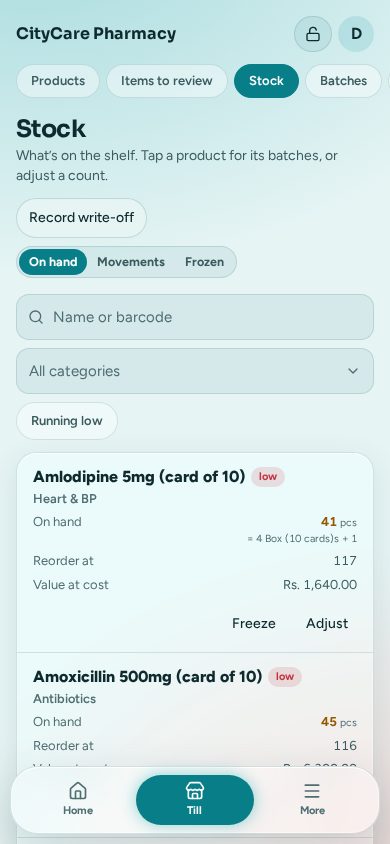 CityCare Pharmacy
D
Products
Items to review
Stock
Batches
Stock
What's on the shelf. Tap a product for its batches, or
adjust a count.
Record write-off
On hand
Movements
Frozen
Name or barcode
All categories
Running low
Amlodipine 5mg (card of 10) low
Heart & BP
On hand 41 pcs
= 4 Box (10 cards)s + 1
Reorder at 117
Value at cost Rs. 1,640.00
Freeze Adjust
Amoxicillin 500mg (card of 10) low
Antibiotics
On hand 45 pcs
Reorder at 116
Home
Till
More